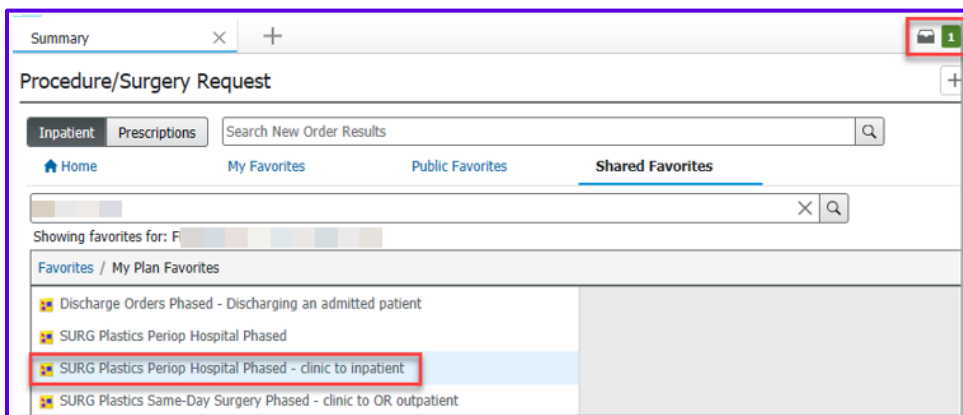 Summary
1
Procedure/Surgery Request
Inpatient Prescriptions Search New Order Results
Home My Favorites Public Favorites Shared Favorites
Showing favorites for:
Favorites / My Plan Favorites
Discharge Orders Phased - Discharging an admitted patient
SURG Plastics Periop Hospital Phased
SURG Plastics Periop Hospital Phased - clinic to inpatient
SURG Plastics Same-Day Surgery Phased - clinic to OR outpatient